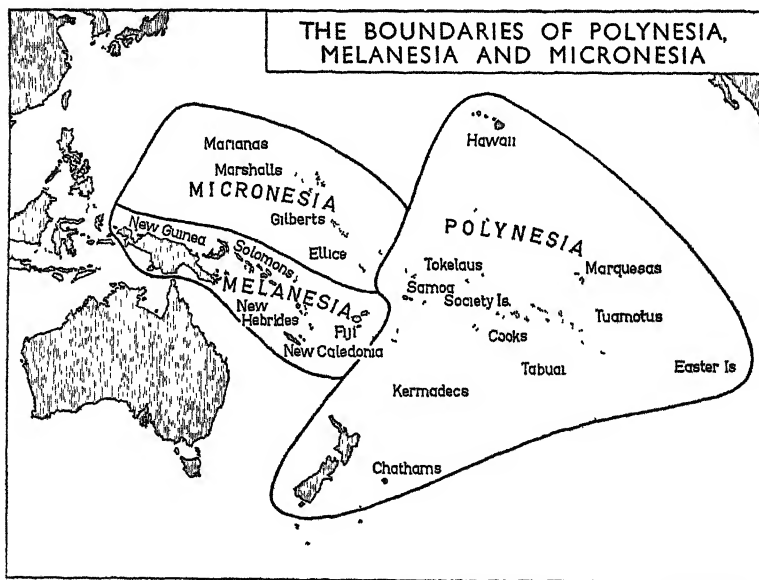 THE BOUNDARIES OF POLYNESIA,
MELANESIA AND MICRONESIA
Hawaii
Marianas
Marshalls
MICRONESIA
Gilberts
New Guinea
Solomons
Ellice
POLYNESIA
Tokelaus
Marquesas
Samoa
Society Is.
MELANESIA
New
Hebrides
Fiji
Tuamotus
Cooks
New Caledonia
Tabuai
Easter Is
Kermadecs
Chathams